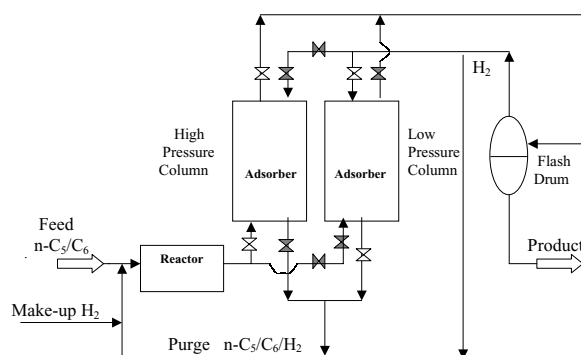 H2
High
Pressure
Column
Adsorber
Adsorber
Low
Pressure
Column
Flash
Drum
Feed
n-C5/C6
Reactor
Product
Make-up H2
Purge n-C5/C6/H2